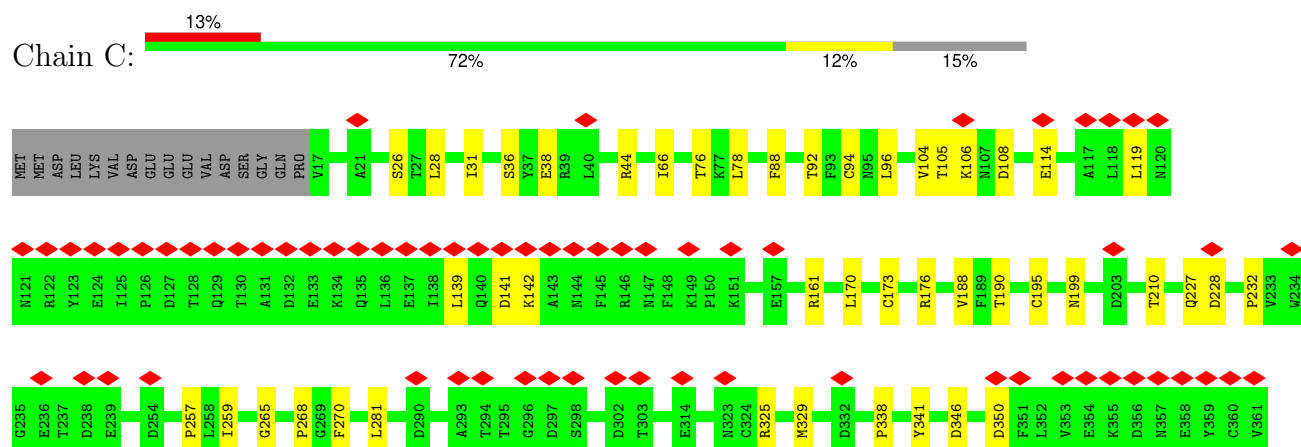 13%
Chain C:
72% 12% 15%
MET MET ASP LEU LYS VAL ASP GLU GLU GLU VAL ASP SER GLY GLN PRO V17 A21 S26 T27 L28 I31 S36 Y37 E38 R39 L40 R44 I66 T76 K77 L78 F88 T92 F93 C94 N95 L96 V104 T105 K106 N107 D108 E114 A117 L118 L119 N120
N121 R122 Y123 E124 I125 P126 D127 T128 Q129 T130 A131 D132 E133 K134 Q135 L136 E137 T138 L139 Q140 D141 K142 A143 N144 F145 R146 N147 F148 K149 P150 K151 E157 R161 L170 C173 R176 V188 F189 T190 C195 N199 D203 T210 Q227 D228 P232 V233 W234
G235 E236 T237 D238 E239 D254 P257 L258 I259 G265 P268 G269 F270 L281 D290 A293 T294 T295 G296 D297 S298 D302 T303 E314 N323 C324 R325 M329 D332 P338 Y341 D346 D350 F351 L352 V353 E354 K355 D356 N357 E358 Y359 C360 V361